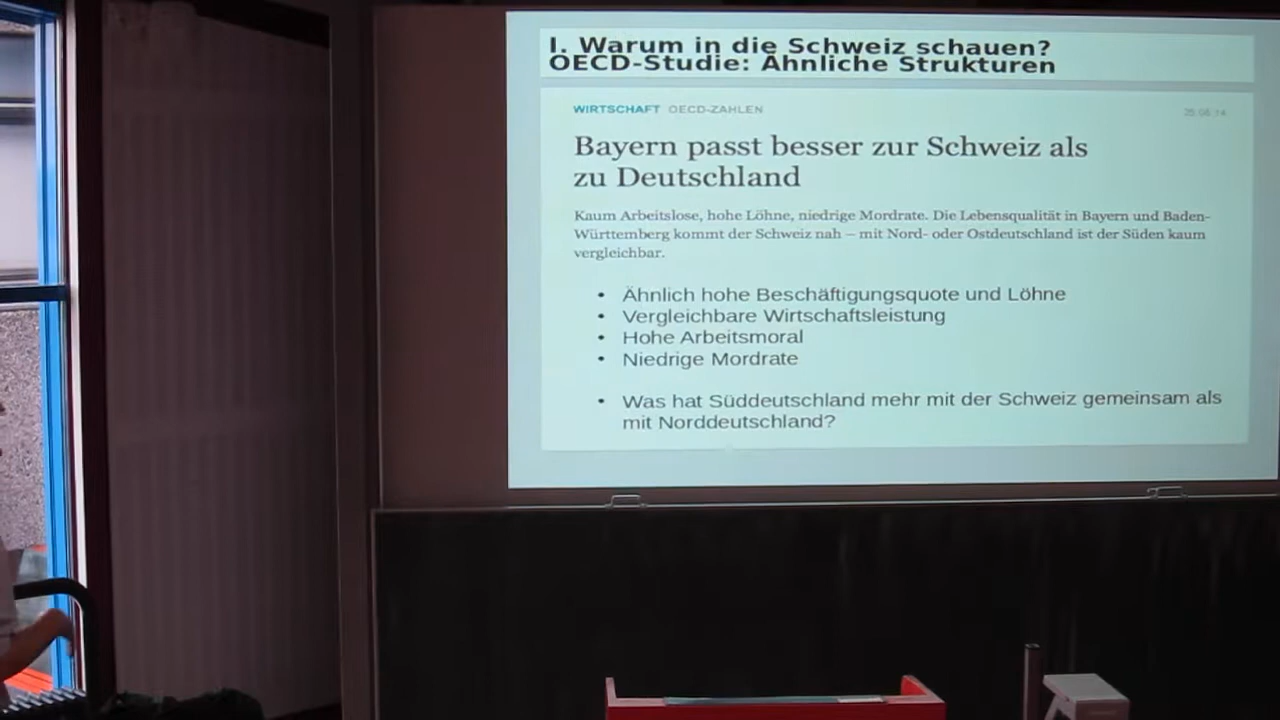 I. Warum in die Schweiz schauen?
OECD-Studie: Ähnliche Strukturen
WIRTSCHAFT OECD-ZAHLEN
Bayern passt besser zur Schweiz als
zu Deutschland
Kaum Arbeitslose, hohe Löhne, niedrige Mordrate. Die Lebensqualität in Bayern und Baden-
Württemberg kommt der Schweiz nah – mit Nord- oder Ostdeutschland ist der Süden kaum
vergleichbar.
• Ähnlich hohe Beschäftigungsquote und Löhne
• Vergleichbare Wirtschaftsleistung
• Hohe Arbeitsmoral
• Niedrige Mordrate
• Was hat Süddeutschland mehr mit der Schweiz gemeinsam als
mit Norddeutschland?